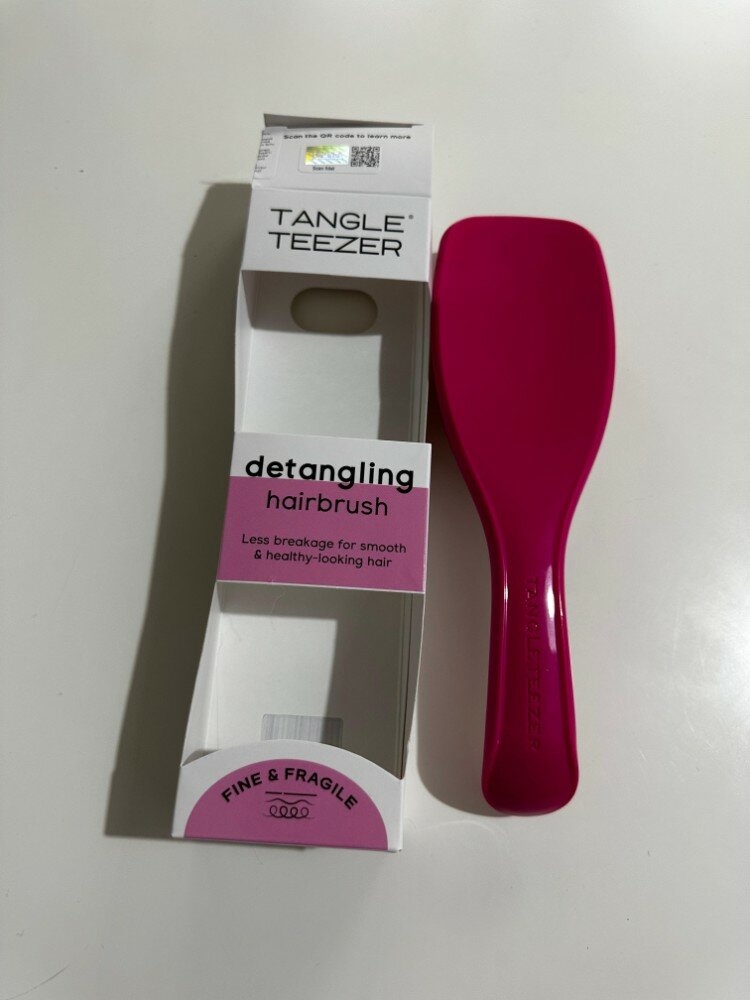 Scan the QR code to learn more
TANGLE®
TEEZER
detangling
hairbrush
Less breakage for smooth
& healthy-looking hair
FINE & FRAGILE
TANGLE TEEZER